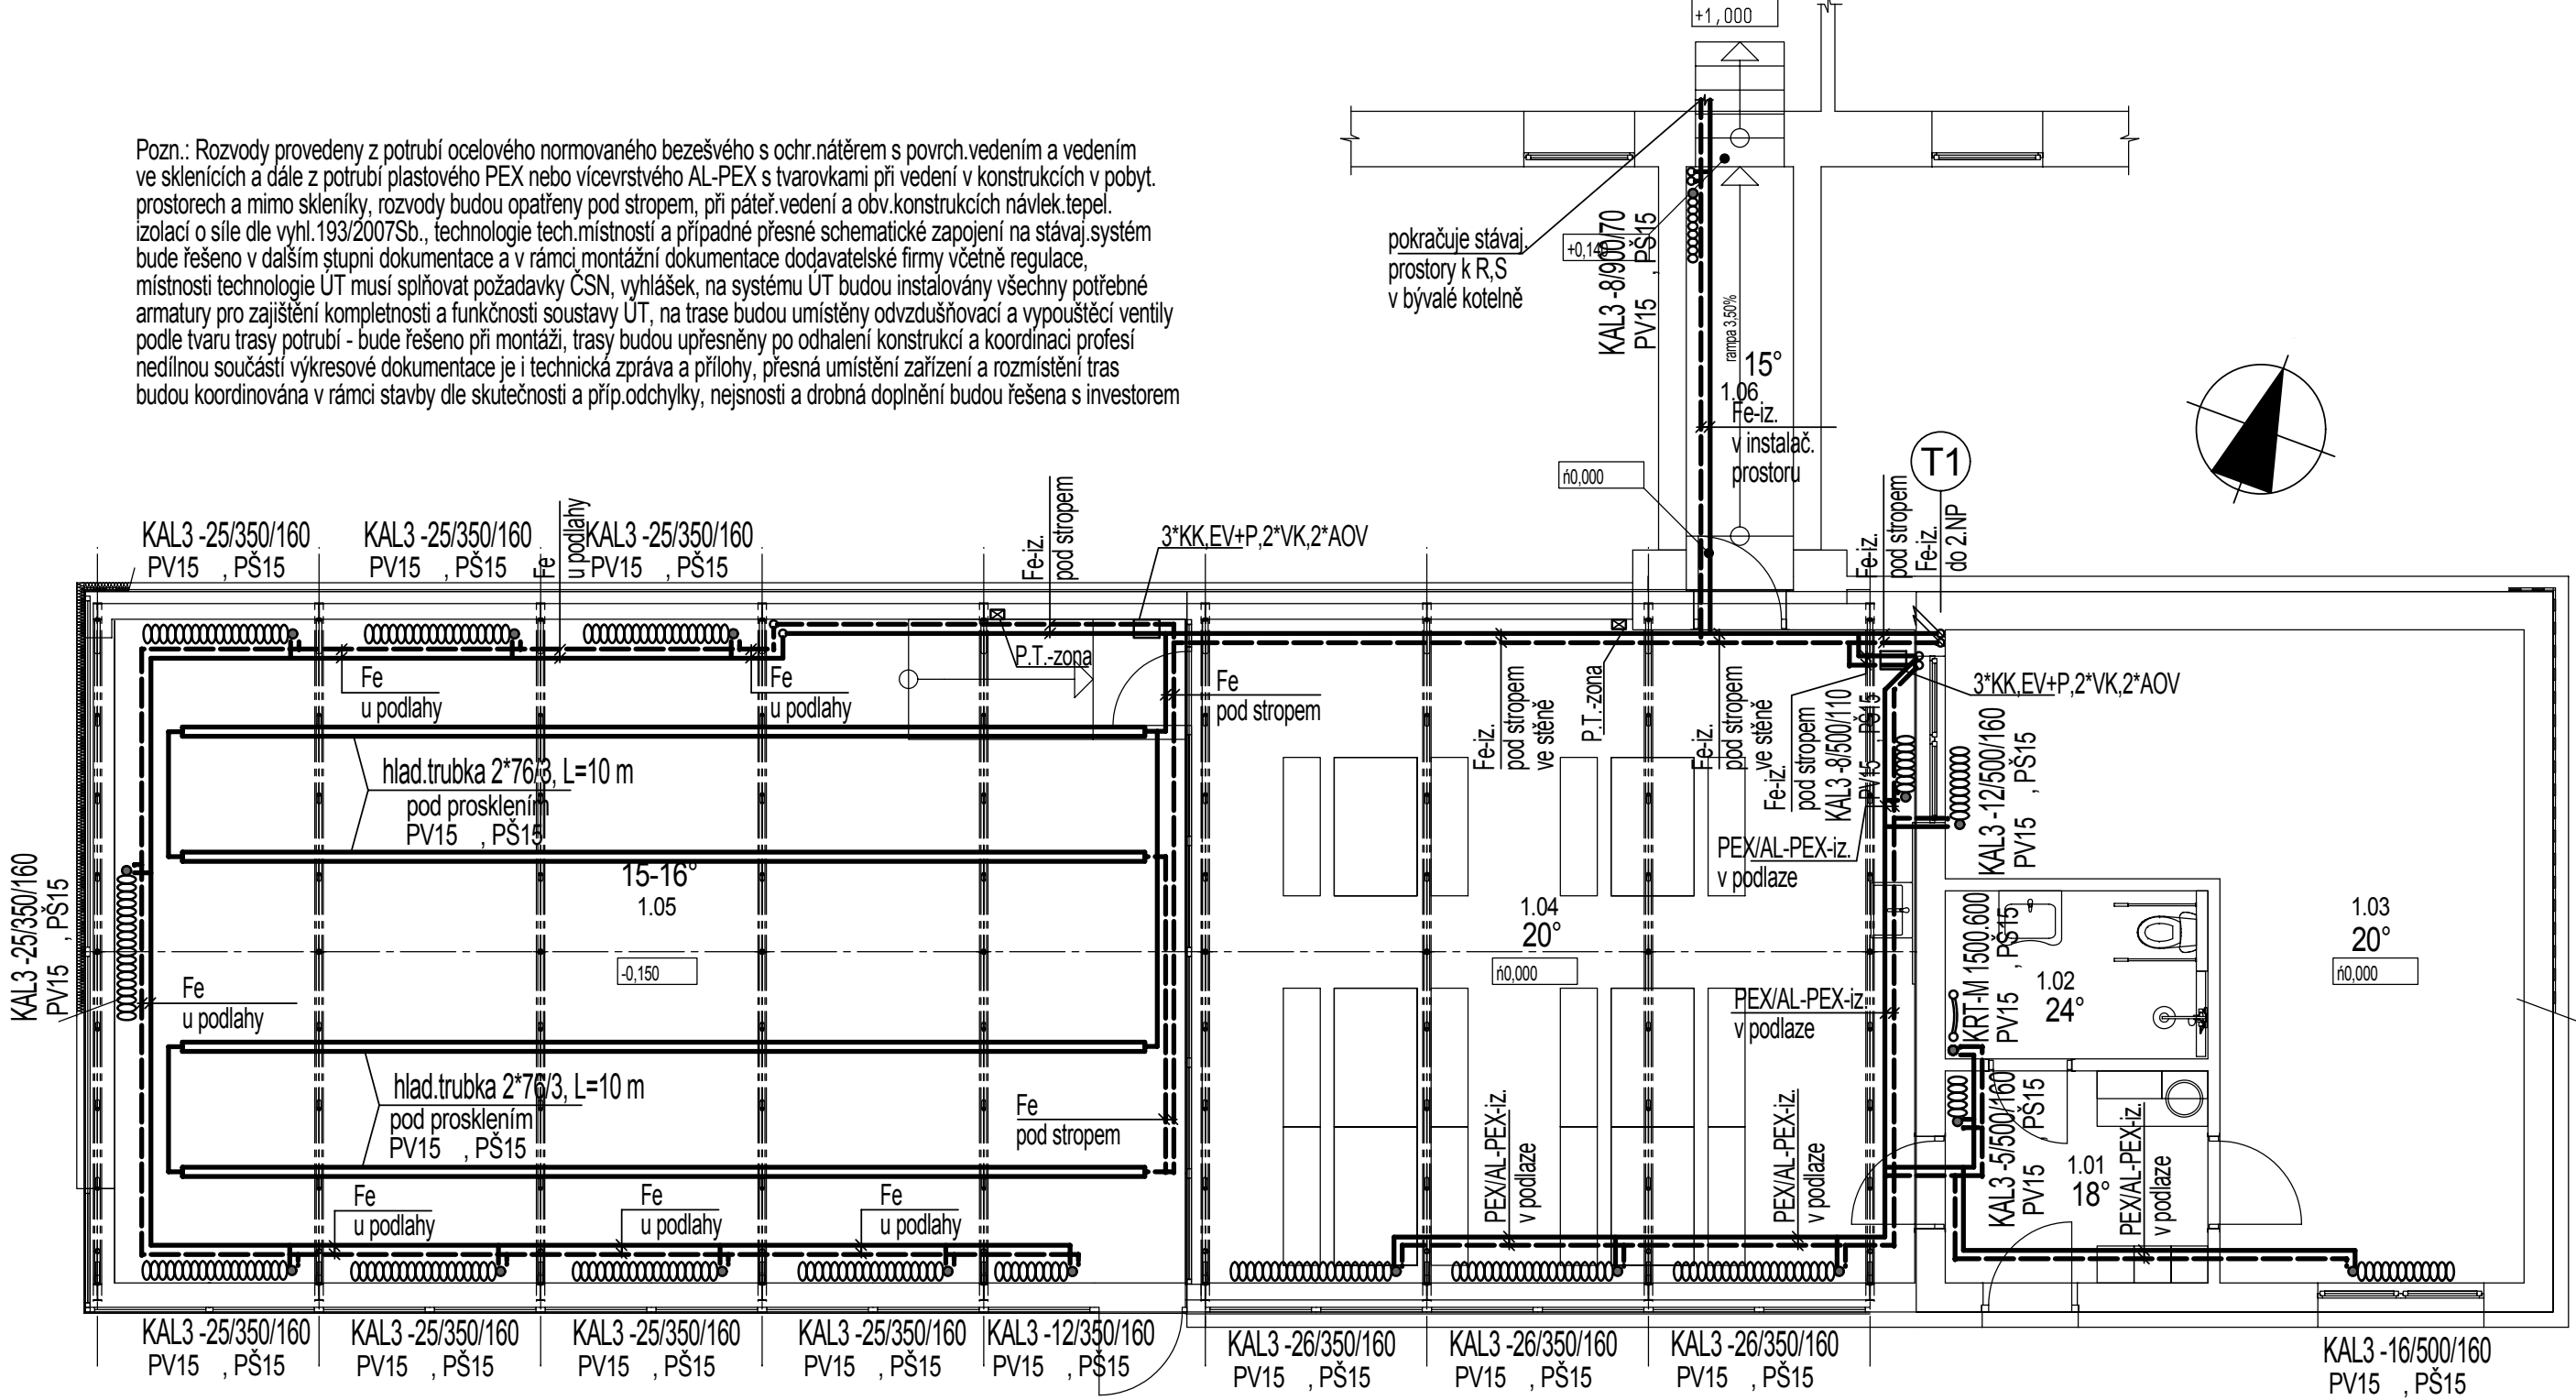 +1,000
Pozn.: Rozvody provedeny z potrubí ocelového normovaného bezešvého s ochr.nátěrem s povrch.vedením a vedením
ve sklenících a dále z potrubí plastového PEX nebo vícevrstvého AL-PEX s tvarovkami při vedení v konstrukcích v pobyt.
prostorech a mimo skleníky, rozvody budou opatřeny pod stropem, při páteř.vedení a obv.konstrukcích návlek.tepel.
izolací o síle dle vyhl.193/2007Sb., technologie tech.místností a případné přesné schematické zapojení na stávaj.systém
bude řešeno v dalším stupni dokumentace a v rámci montážní dokumentace dodavatelské firmy včetně regulace,
místnosti technologie ÚT musí splňovat požadavky ČSN, vyhlášek, na systému ÚT budou instalovány všechny potřebné
armatury pro zajištění kompletnosti a funkčnosti soustavy ÚT, na trase budou umístěny odvzdušňovací a vypouštěcí ventily
podle tvaru trasy potrubí - bude řešeno při montáži, trasy budou upřesněny po odhalení konstrukcí a koordinaci profesí
nedílnou součástí výkresové dokumentace je i technická zpráva a přílohy, přesná umístění zařízení a rozmístění tras
budou koordinována v rámci stavby dle skutečnosti a příp.odchylky, nejsnosti a drobná doplnění budou řešena s investorem
pokračuje stávaj.
prostory k R,S
v bývalé kotelně
+0,140
KAL3 -8/900/70
PV15 , PŠ15
rampa 3,50%
15°
1.06
Fe-iz.
v instalač.
prostoru
ń0,000
T1
Fe-iz.
pod stropem
Fe-iz.
do 2.NP
KAL3 -25/350/160
PV15 , PŠ15
KAL3 -25/350/160
PV15 , PŠ15
Fe
u podlahy
KAL3 -25/350/160
PV15 , PŠ15
Fe-iz.
pod stropem
3*KK,EV+P,2*VK,2*AOV
P.T.-zona
Fe
u podlahy
Fe
u podlahy
Fe
pod stropem
Fe-iz.
pod stropem
ve stěně
P.T.-zona
Fe-iz.
pod stropem
ve stěně
Fe-iz.
pod stropem
KAL3 -8/500/110
PV15 , PŠ15
3*KK,EV+P,2*VK,2*AOV
KAL3 -12/500/160
PV15 , PŠ15
hlad.trubka 2*76/3, L=10 m
pod prosklením
PV15 , PŠ15
PEX/AL-PEX-iz.
v podlaze
KAL3 -25/350/160
PV15 , PŠ15
15-16°
1.05
-0,150
1.04
20°
ń0,000
1.03
20°
ń0,000
KRT-M 1500.600
PV15 , PŠ15
1.02
24°
Fe
u podlahy
PEX/AL-PEX-iz.
v podlaze
hlad.trubka 2*76/3, L=10 m
pod prosklením
PV15 , PŠ15
Fe
pod stropem
PEX/AL-PEX-iz.
v podlaze
PEX/AL-PEX-iz.
v podlaze
KAL3 -5/500/160
PV15 , PŠ15
1.01
18°
PEX/AL-PEX-iz.
v podlaze
Fe
u podlahy
Fe
u podlahy
Fe
u podlahy
KAL3 -25/350/160
PV15 , PŠ15
KAL3 -25/350/160
PV15 , PŠ15
KAL3 -25/350/160
PV15 , PŠ15
KAL3 -25/350/160
PV15 , PŠ15
KAL3 -12/350/160
PV15 , PŠ15
KAL3 -26/350/160
PV15 , PŠ15
KAL3 -26/350/160
PV15 , PŠ15
KAL3 -26/350/160
PV15 , PŠ15
KAL3 -16/500/160
PV15 , PŠ15